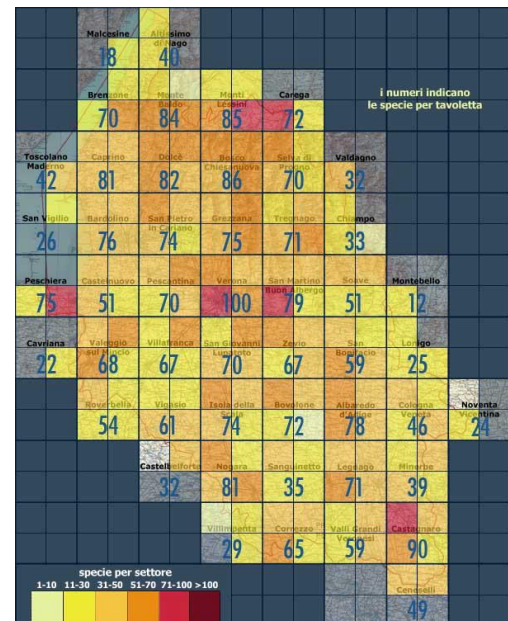 Malcesine
Altissimo
di Nago
18
40
Brenzone
Monte
Baldo
Monti
Lessini
Carega
i numeri indicano
le specie per tavoletta
70
84
85
72
Toscolano
Maderno
Caprino
Dolcè
Bosco
Chiesanuova
Selva di
Progno
Valdagno
42
81
82
86
70
32
San Vigilio
Bardolino
San Pietro
in Cariano
Grezzana
Tregnago
Chiampo
26
76
74
75
71
33
Peschiera
Castelnuovo
Pescantina
Verona
San Martino
Buon Albergo
Soave
Montebello
75
51
70
100
79
51
12
Cavriana
Valeggio
sul Mincio
Villafranca
San Giovanni
Lupatoto
Zevio
San
Bonifacio
Lonigo
22
68
67
70
67
59
25
Roverbella
Vigasio
Isola della
Scala
Bovolone
Albaredo
d'Adige
Cologna
Veneta
Noventa
Vicentina
54
61
74
72
78
46
24
Castelbelforte
Nogara
Sanguinetto
Legnago
Minerbe
32
81
35
71
39
Villimpenta
Correzzo
Valli Grandi
Veronesi
Castagnaro
29
65
59
90
specie per settore
1-10 11-30 31-50 51-70 71-100 >100
Ceneselli
49